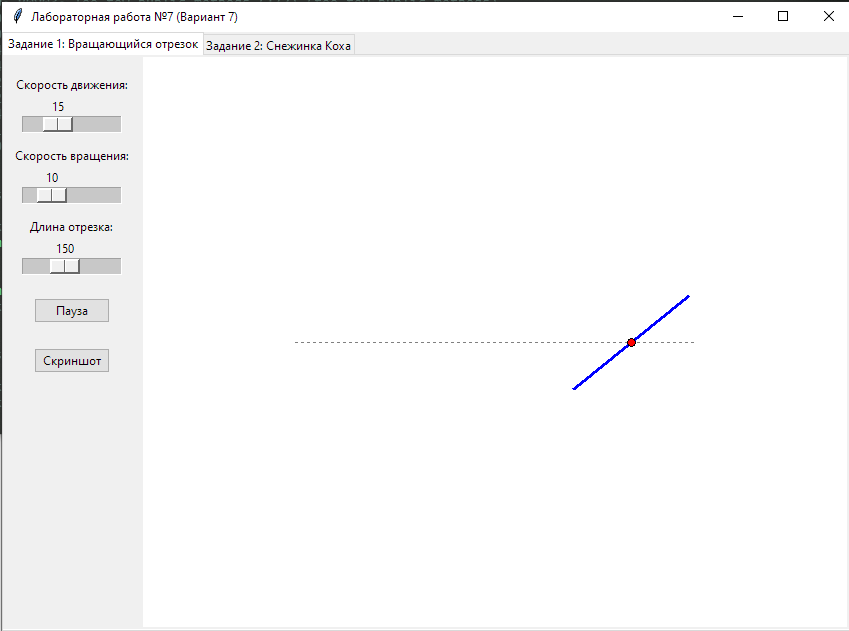 Лабораторная работа №7 (Вариант 7)
Задание 1: Вращающийся отрезок Задание 2: Снежинка Коха
Скорость движения:
15
Скорость вращения:
10
Длина отрезка:
150
Пауза
Скриншот